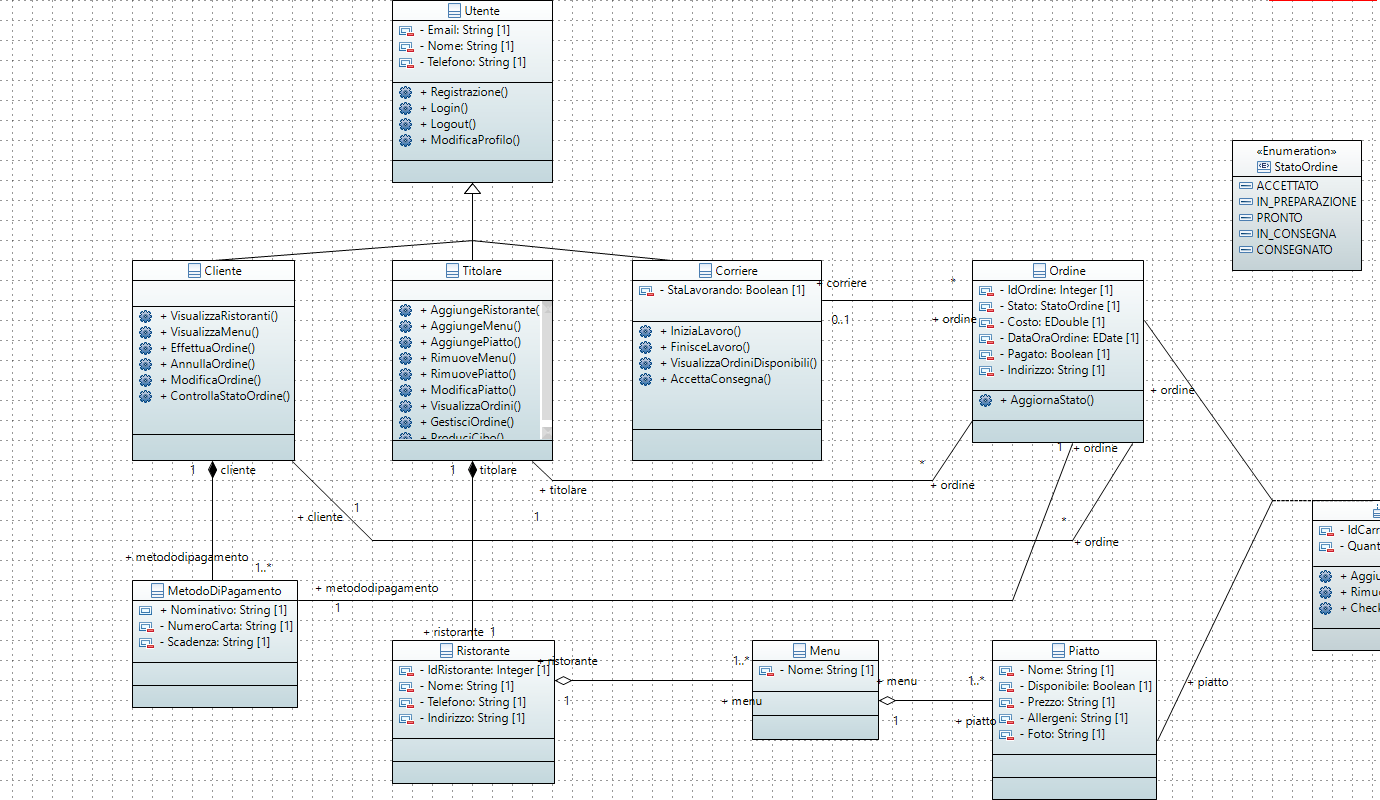 Utente
- Email: String [1]
- Nome: String [1]
- Telefono: String [1]
+ Registrazione()
+ Login()
+ Logout()
+ ModificaProfilo()
«Enumeration»
StatoOrdine
ACCETTATO
IN_PREPARAZIONE
PRONTO
IN_CONSEGNA
CONSEGNATO
Cliente
+ VisualizzaRistoranti()
+ VisualizzaMenu()
+ EffettuaOrdine()
+ AnnullaOrdine()
+ ModificaOrdine()
+ ControllaStatoOrdine()
Titolare
+ AggiungeRistorante(
+ AggiungeMenu()
+ AggiungePiatto()
+ RimuoveMenu()
+ RimuovePiatto()
+ ModificaPiatto()
+ VisualizzaOrdini()
+ GestisciOrdine()
+ ProduciCibo()
Corriere
- StaLavorando: Boolean [1]
+ IniziaLavoro()
+ FinisceLavoro()
+ VisualizzaOrdiniDisponibili()
+ AccettaConsegna()
+ corriere
*
0..1
+ ordine
Ordine
- IdOrdine: Integer [1]
- Stato: StatoOrdine [1]
- Costo: EDouble [1]
- DataOraOrdine: EDate [1]
- Pagato: Boolean [1]
- Indirizzo: String [1]
+ AggiornaStato()
+ ordine
1
+ ordine
1
cliente
1
titolare
+ titolare
1
*
+ ordine
+ cliente
1
*
+ ordine
- IdCarr
- Quant
+ Aggiu
+ Rimu
+ Check
+ metododipagamento
1..*
MetodoDiPagamento
+ Nominativo: String [1]
- NumeroCarta: String [1]
- Scadenza: String [1]
+ metododipagamento
1
+ ristorante
1
Ristorante
- IdRistorante: Integer [1]
- Nome: String [1]
- Telefono: String [1]
- Indirizzo: String [1]
+ ristorante
1
1..*
+ menu
Menu
- Nome: String [1]
+ menu
1
1..*
+ piatto
Piatto
- Nome: String [1]
- Disponibile: Boolean [1]
- Prezzo: String [1]
- Allergeni: String [1]
- Foto: String [1]
+ piatto